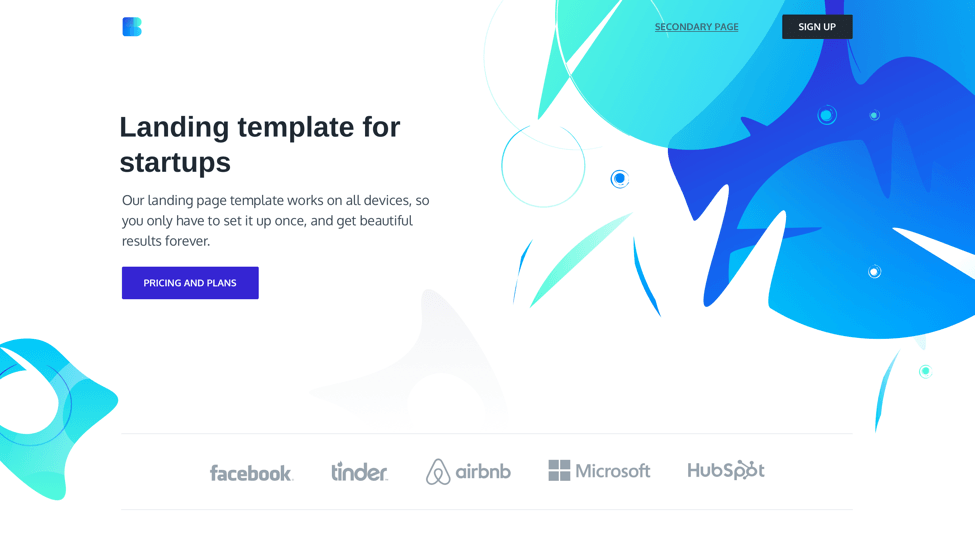 SECONDARY PAGE
SIGN UP
Landing template for
startups
Our landing page template works on all devices, so
you only have to set it up once, and get beautiful
results forever.
PRICING AND PLANS
facebook.
tinder
airbnb
Microsoft
HubSpot